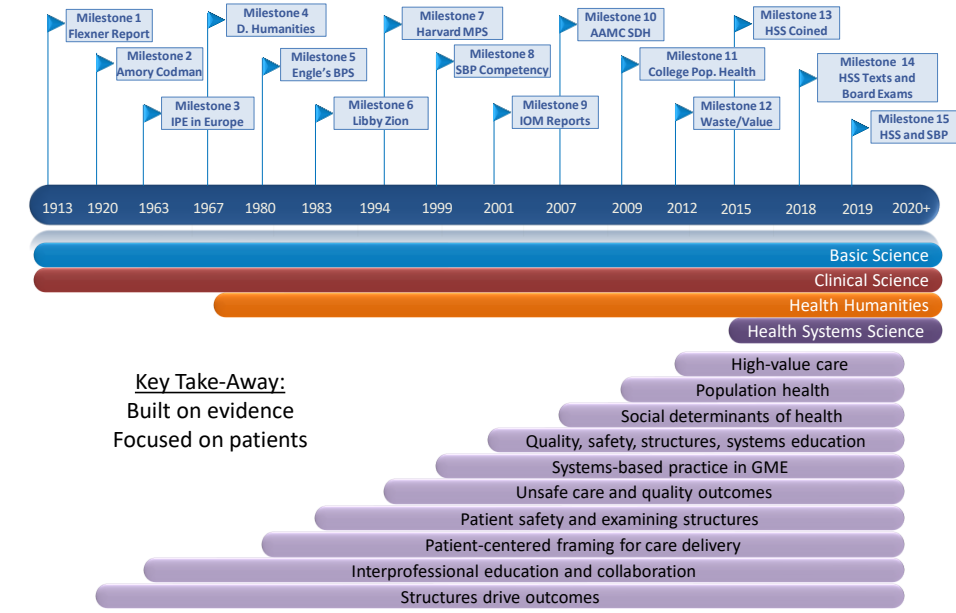 Milestone 1
Flexner Report
Milestone 2
Amory Codman
Milestone 3
IPE in Europe
Milestone 4
D. Humanities
Milestone 5
Engle's BPS
Milestone 6
Libby Zion
Milestone 7
Harvard MPS
Milestone 8
SBP Competency
Milestone 9
IOM Reports
Milestone 10
AAMC SDH
Milestone 11
College Pop. Health
Milestone 12
Waste/Value
Milestone 13
HSS Coined
Milestone 14
HSS Texts and
Board Exams
Milestone 15
HSS and SBP
1913 1920 1963 1967 1980 1983 1994 1999 2001 2007 2009 2012 2015 2018 2019 2020+
Basic Science
Clinical Science
Health Humanities
Health Systems Science
High-value care
Population health
Social determinants of health
Quality, safety, structures, systems education
Systems-based practice in GME
Unsafe care and quality outcomes
Patient safety and examining structures
Patient-centered framing for care delivery
Interprofessional education and collaboration
Structures drive outcomes
Key Take-Away:
Built on evidence
Focused on patients